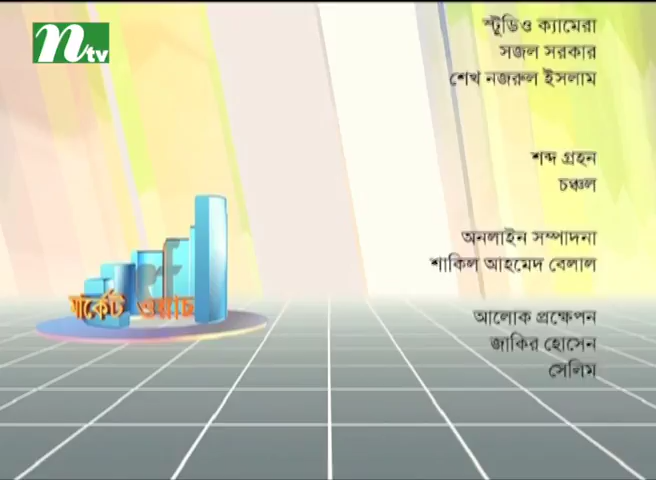 ntv
স্টুডিও ক্যামেরা
সজল সরকার
শেখ নজরুল ইসলাম
শব্দ গ্রহন
চঞ্চল
অনলাইন সম্পাদনা
শাকিল আহমেদ বেলাল
মার্কেট ওয়াচ
আলোক প্রক্ষেপন
জাকির হোসেন
সেলিম